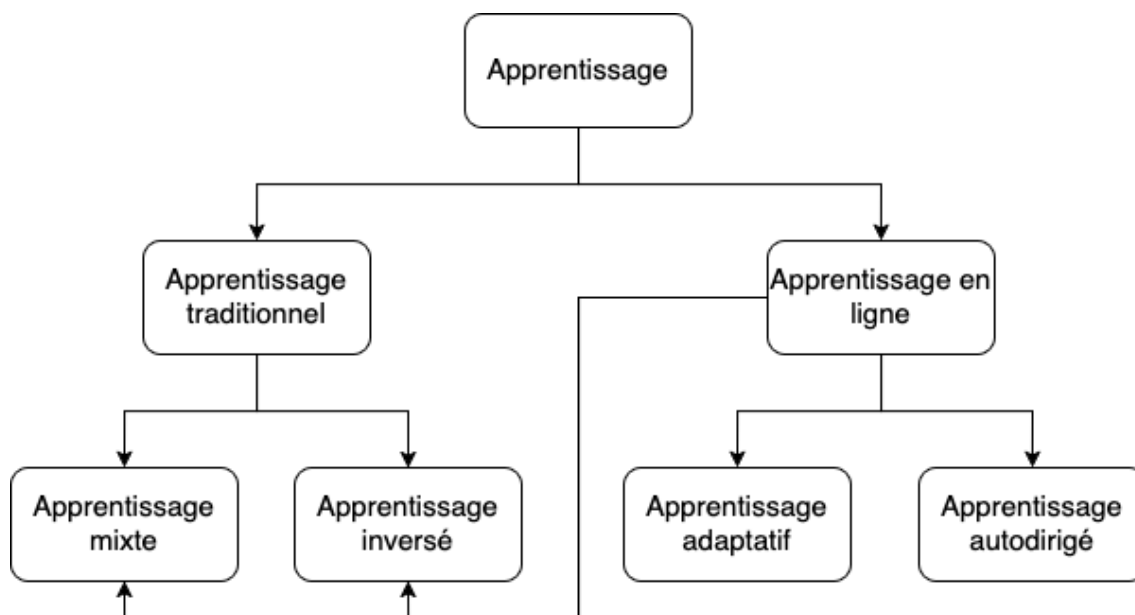 Apprentissage
Apprentissage
traditionnel
Apprentissage en
ligne
Apprentissage
mixte
Apprentissage
inversé
Apprentissage
adaptatif
Apprentissage
autodirigé